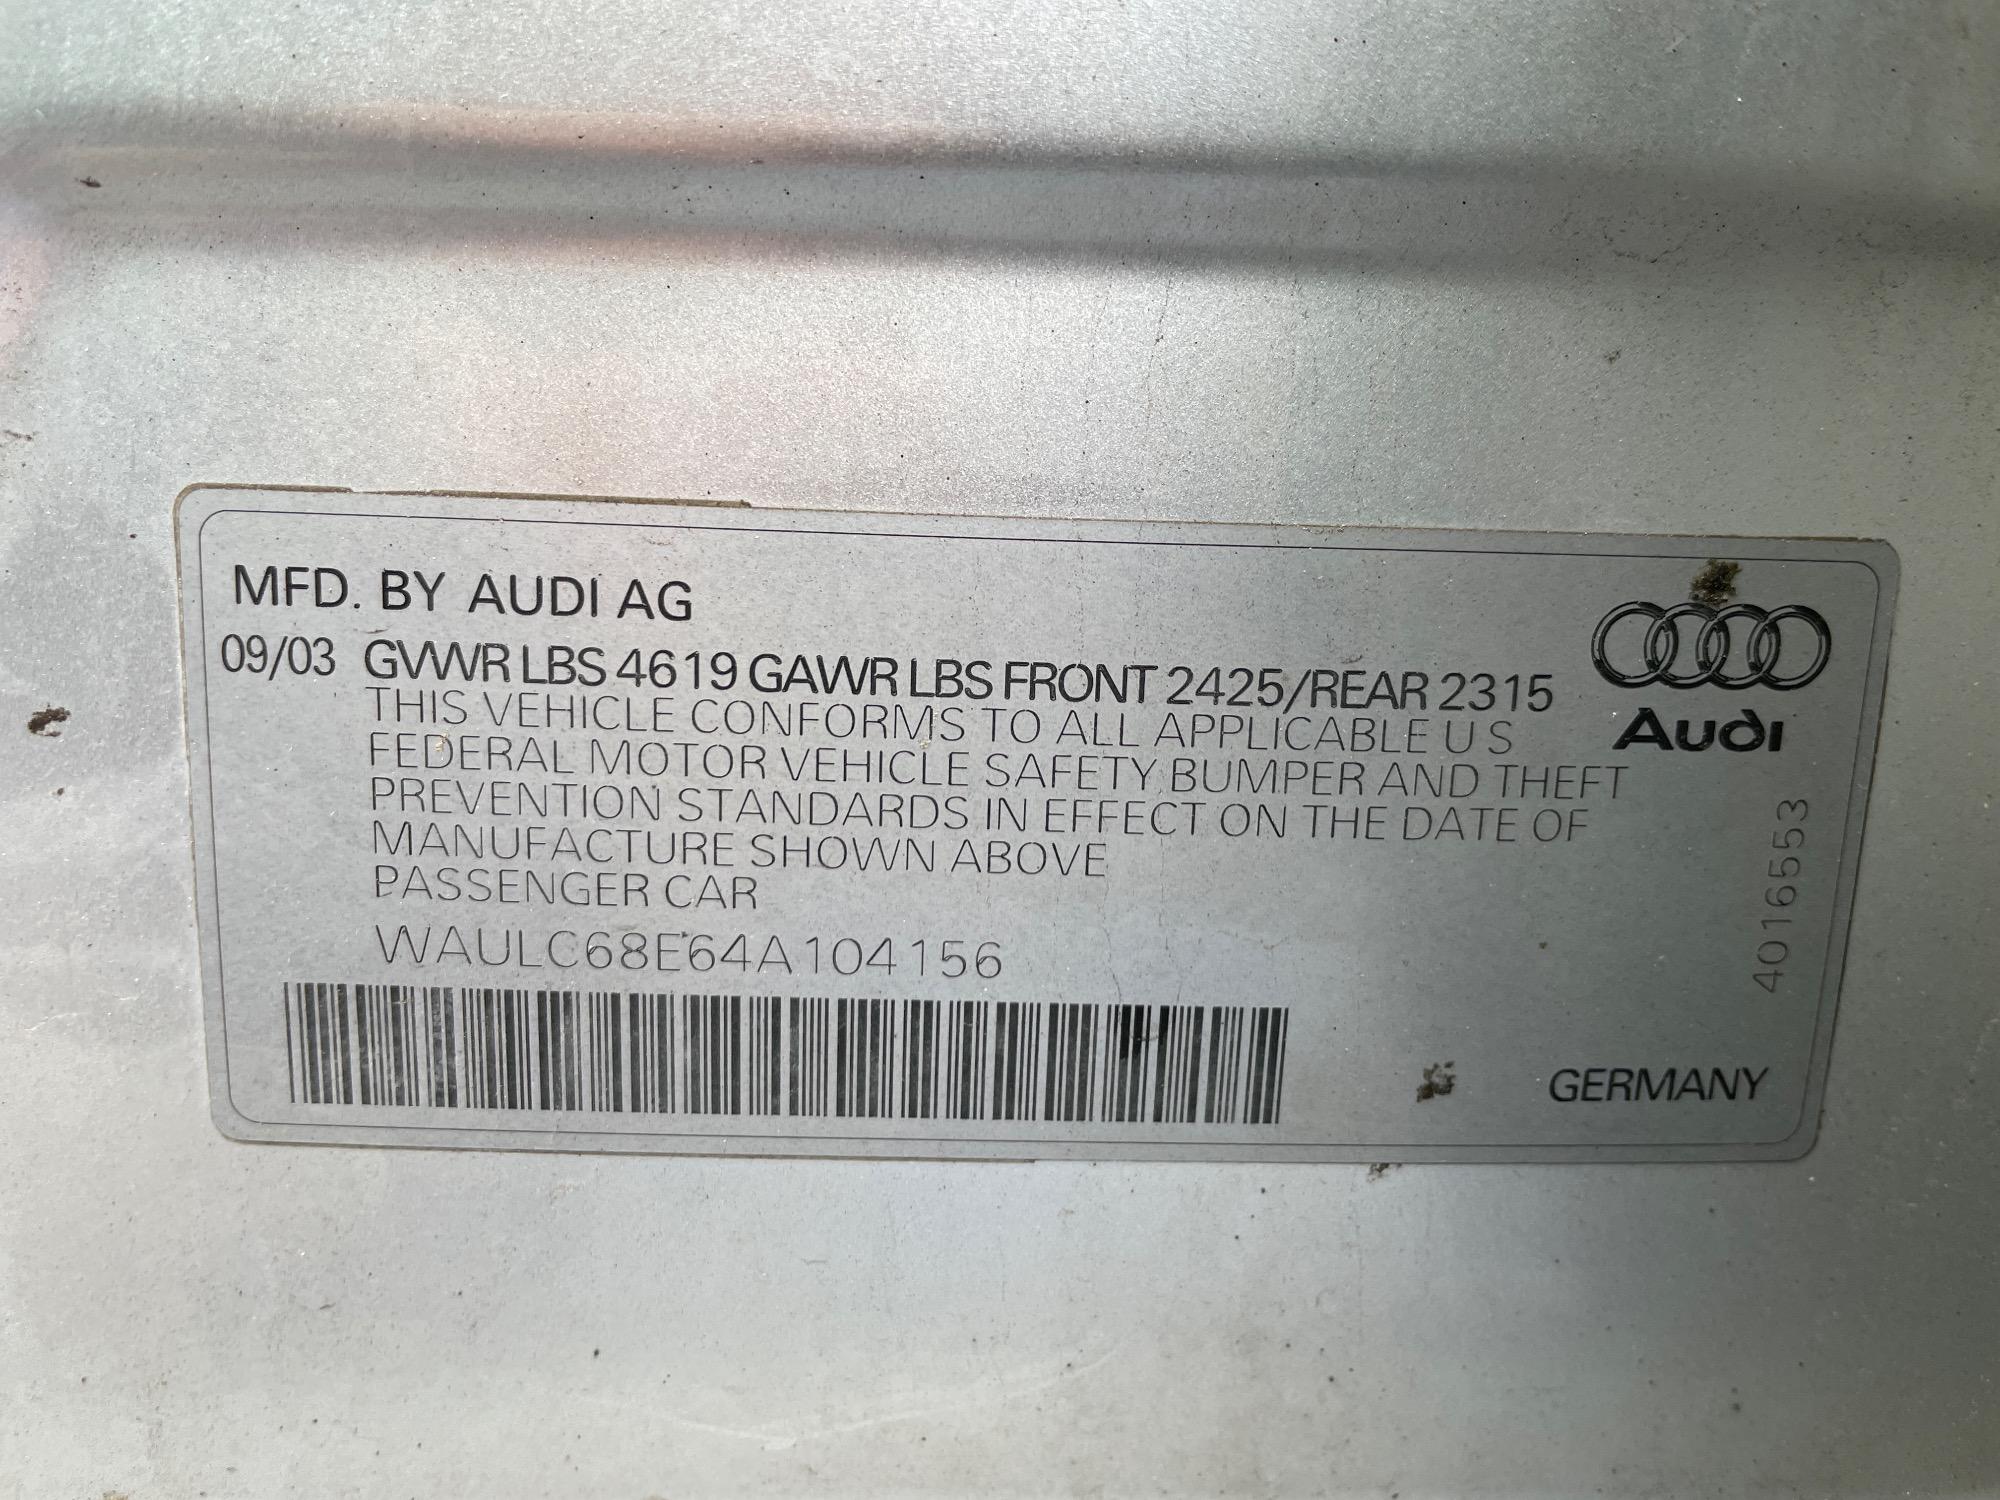 MFD. BY AUDI AG
09/03 GVWR LBS 4619 GAWR LBS FRONT 2425/REAR 2315
THIS VEHICLE CONFORMS TO ALL APPLICABLE U S
FEDERAL MOTOR VEHICLE SAFETY BUMPER AND THEFT
PREVENTION STANDARDS IN EFFECT ON THE DATE OF
MANUFACTURE SHOWN ABOVE
PASSENGER CAR
WAULC68E64A104156
Audi
4016553
GERMANY